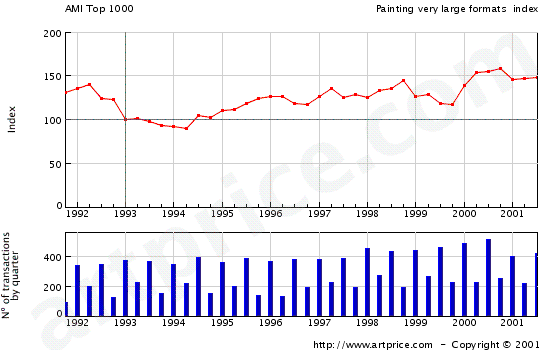 AMI Top 1000 Painting very large formats index
200
150
100
50
0
Index
1992 1993 1994 1995 1996 1997 1998 1999 2000 2001
400
200
0
N° of transactions
by quarter
1992 1993 1994 1995 1996 1997 1998 1999 2000 2001
artprice.com
artprice.com
http://www.artprice.com - Copyright © 2001